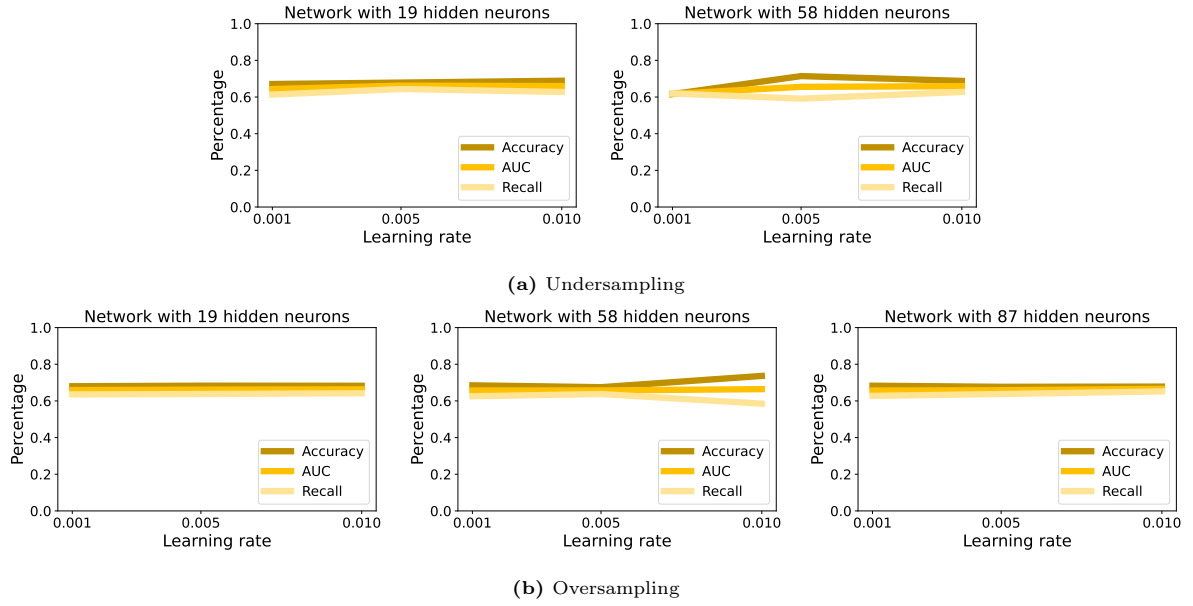 Network with 19 hidden neurons
1.0
0.8
0.6
0.4
0.2
0.0
Percentage
Accuracy
AUC
Recall
0.001 0.005 0.010
Learning rate
Network with 58 hidden neurons
1.0
0.8
0.6
0.4
0.2
0.0
Percentage
Accuracy
AUC
Recall
0.001 0.005 0.010
Learning rate
(a) Undersampling
Network with 19 hidden neurons
1.0
0.8
0.6
0.4
0.2
0.0
Percentage
Accuracy
AUC
Recall
0.001 0.005 0.010
Learning rate
Network with 58 hidden neurons
1.0
0.8
0.6
0.4
0.2
0.0
Percentage
Accuracy
AUC
Recall
0.001 0.005 0.010
Learning rate
Network with 87 hidden neurons
1.0
0.8
0.6
0.4
0.2
0.0
Percentage
Accuracy
AUC
Recall
0.001 0.005 0.010
Learning rate
(b) Oversampling